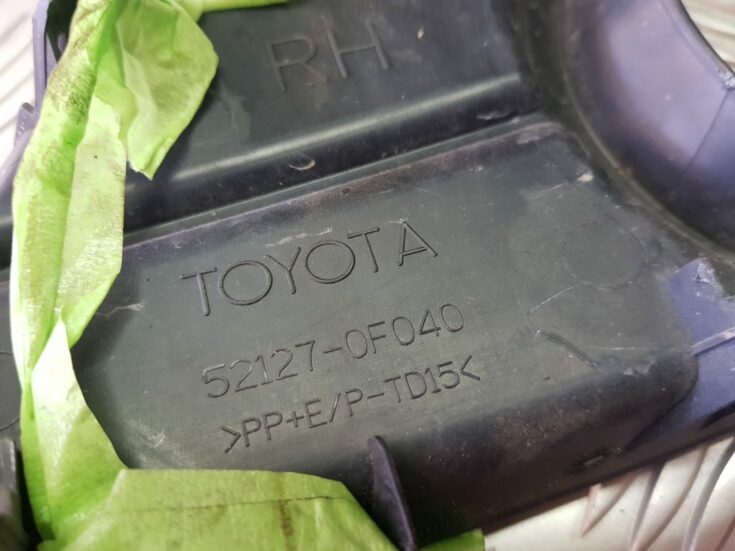 RH
TOYOTA
52127-0F040
>PP+E/P-TD15<